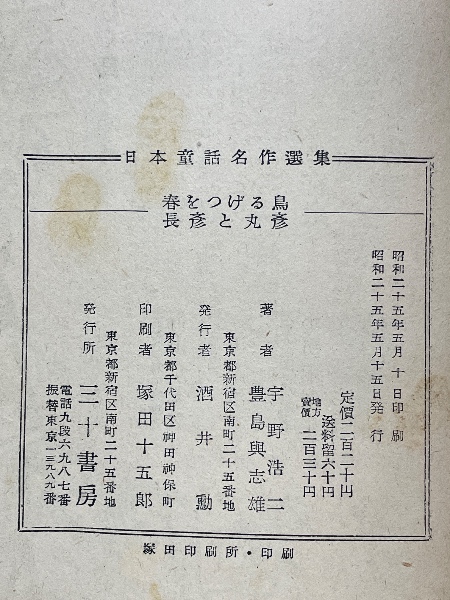 日本童話名作選集
春をつげる鳥
長彦と丸彦
昭和二十五年五月 十 日印 刷
昭和二十五年五月十五日発 行
定價二百二十円
送料留六十円
地方賣價 二百三十円
著者 宇野浩二
豊島與志雄
東京都新宿区南町二十五番地
発行者 酒井勳
東京都千代田区神田神保町
印刷者 塚田十五郎
東京都新宿区南町二十五番地
発行所 三十書房
電話九段六九八七番
振替東京一三九八九番
塚田印刷所・印刷